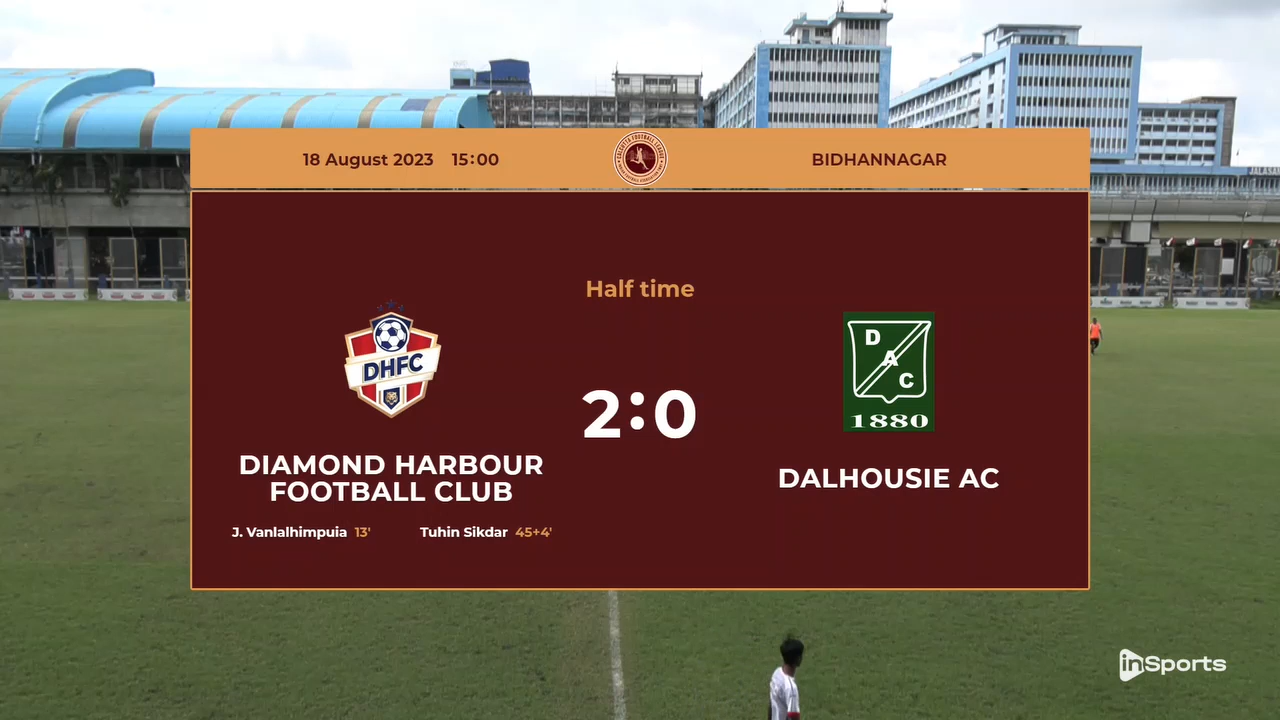 18 August 2023 15:00
BIDHANNAGAR
Half time
DHFC
D
A
C
1880
2:0
DIAMOND HARBOUR
FOOTBALL CLUB
DALHOUSIE AC
J. Vanlalhimpuia 13'
Tuhin Sikdar 45+4'
inSports